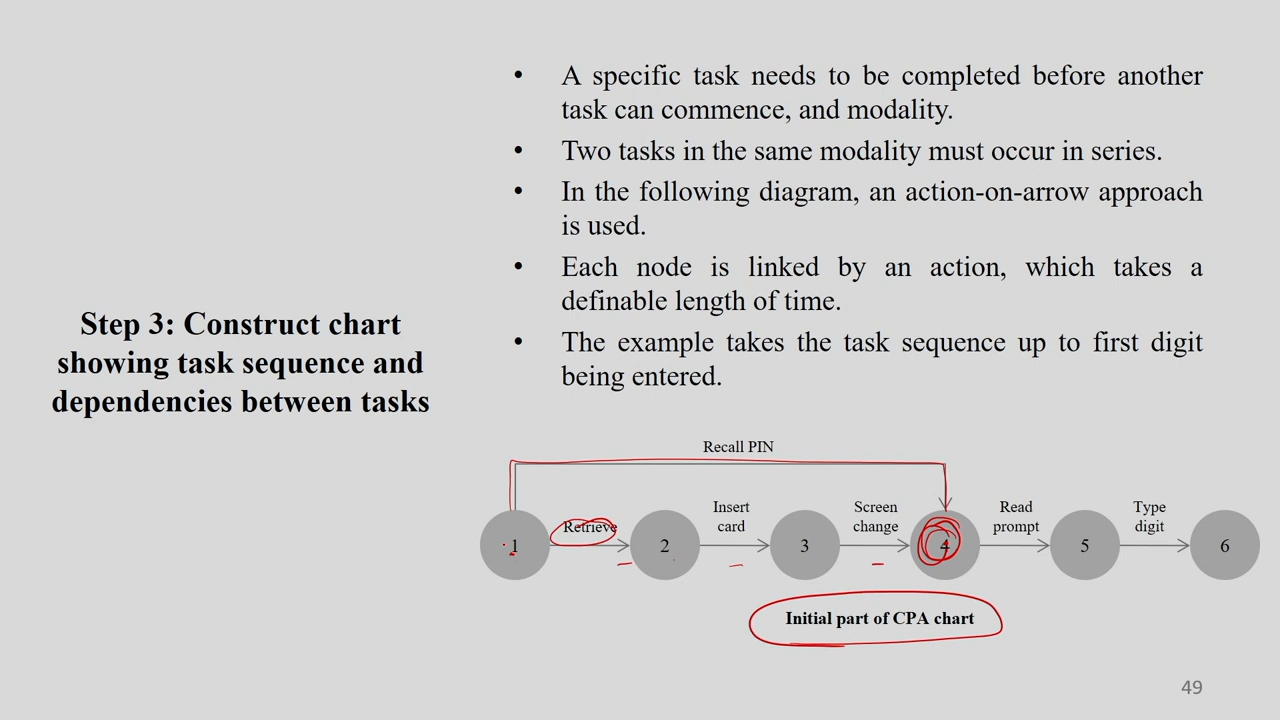 • A specific task needs to be completed before another
task can commence, and modality.
• Two tasks in the same modality must occur in series.
• In the following diagram, an action-on-arrow approach
is used.
• Each node is linked by an action, which takes a
definable length of time.
• The example takes the task sequence up to first digit
being entered.
Step 3: Construct chart
showing task sequence and
dependencies between tasks
Recall PIN
Retrieve
Insert
card
Screen
change
Read
prompt
Type
digit
1
2
3
4
5
6
Initial part of CPA chart
49